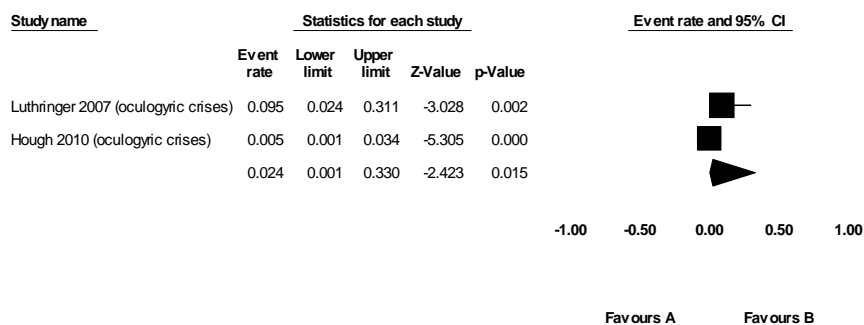 Study name Statistics for each study Event rate and 95% CI
Event Lower Upper
rate limit limit Z-Value p-Value
Luthringer 2007 (oculogyric crises) 0.095 0.024 0.311 -3.028 0.002
Hough 2010 (oculogyric crises) 0.005 0.001 0.034 -5.305 0.000
0.024 0.001 0.330 -2.423 0.015
-1.00 -0.50 0.00 0.50 1.00
Favours A Favours B